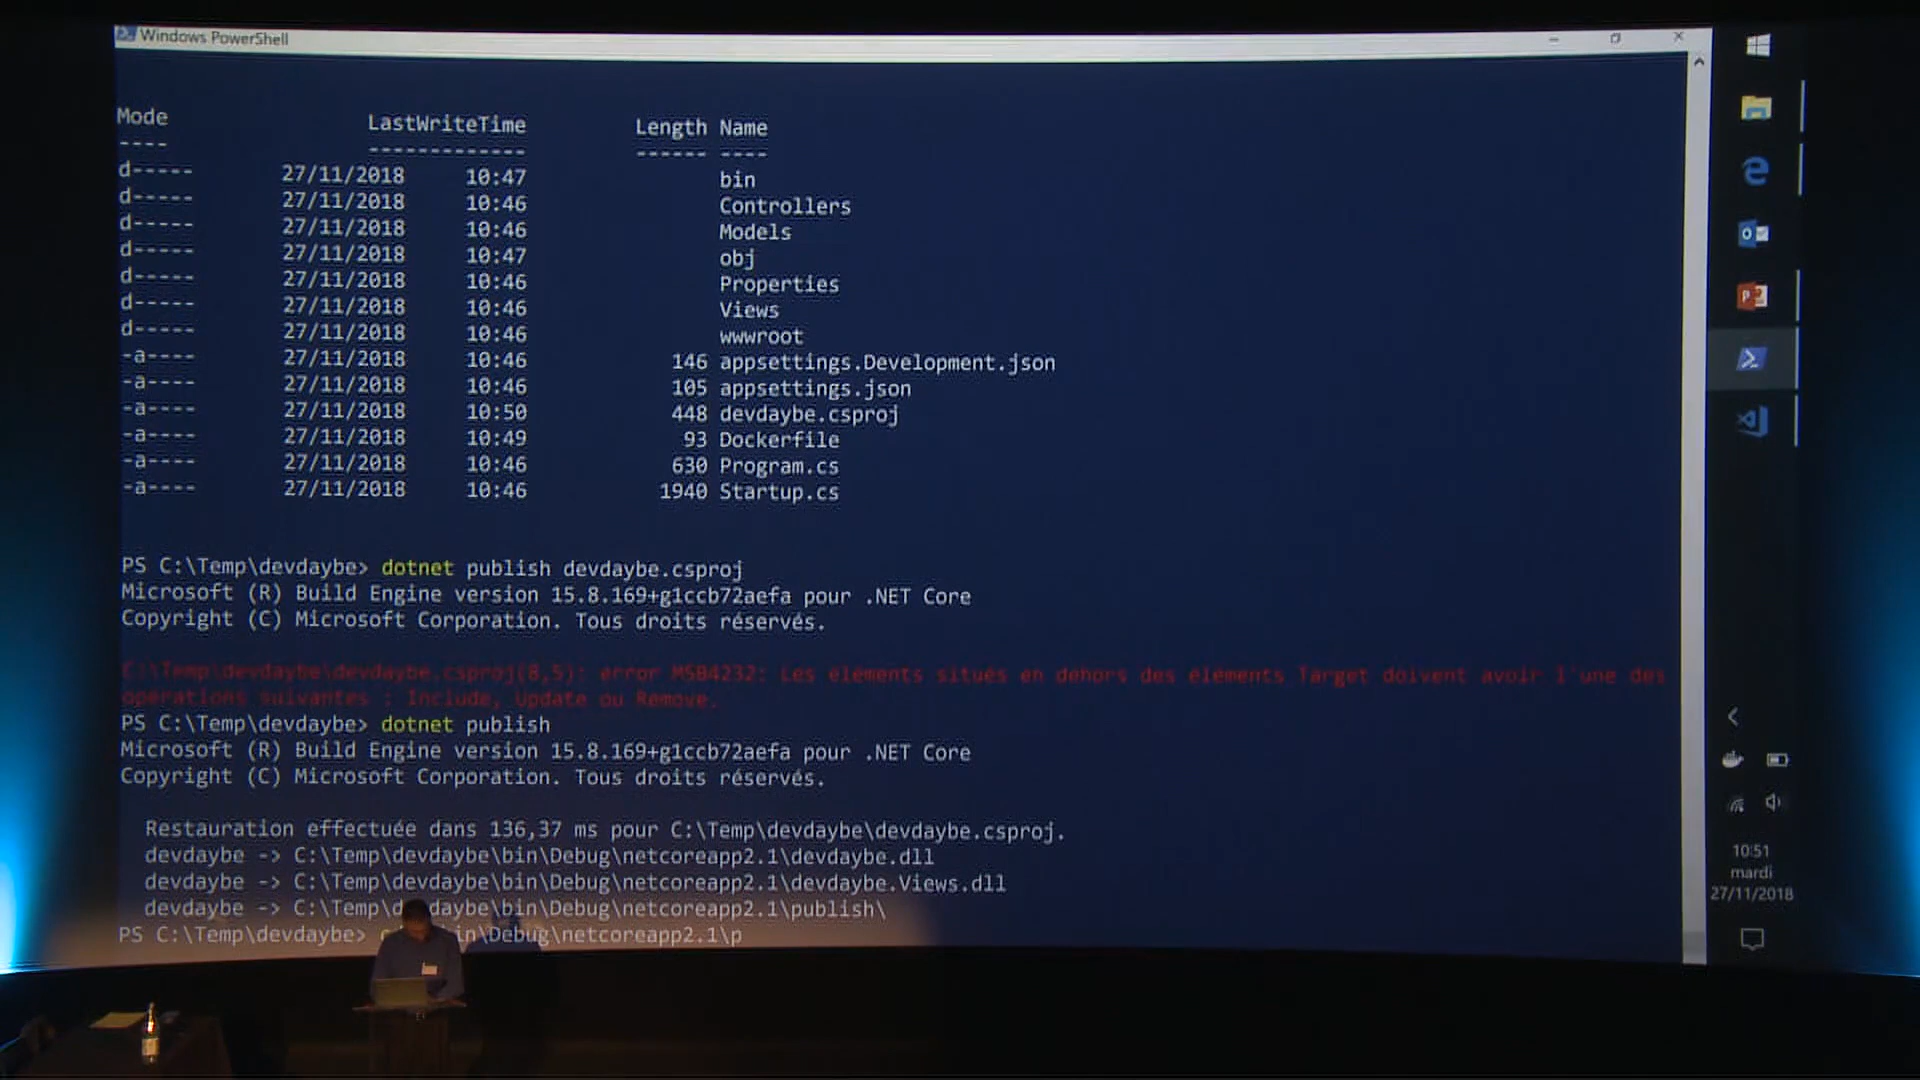 Windows PowerShell
Mode LastWriteTime Length Name
---- ------------- ------ ----
d----- 27/11/2018 10:47 bin
d----- 27/11/2018 10:46 Controllers
d----- 27/11/2018 10:46 Models
d----- 27/11/2018 10:47 obj
d----- 27/11/2018 10:46 Properties
d----- 27/11/2018 10:46 Views
d----- 27/11/2018 10:46 wwwroot
-a---- 27/11/2018 10:46 146 appsettings.Development.json
-a---- 27/11/2018 10:46 105 appsettings.json
-a---- 27/11/2018 10:50 448 devdaybe.csproj
-a---- 27/11/2018 10:49 93 Dockerfile
-a---- 27/11/2018 10:46 630 Program.cs
-a---- 27/11/2018 10:46 1940 Startup.cs
PS C:\Temp\devdaybe> dotnet publish devdaybe.csproj
Microsoft (R) Build Engine version 15.8.169+g1ccb72aefa pour .NET Core
Copyright (C) Microsoft Corporation. Tous droits réservés.
C:\Temp\devdaybe\devdaybe.csproj(8,5): error MSB4232: Les éléments situés en dehors des éléments Target doivent avoir l'une des
opérations suivantes : Include, Update ou Remove.
PS C:\Temp\devdaybe> dotnet publish
Microsoft (R) Build Engine version 15.8.169+g1ccb72aefa pour .NET Core
Copyright (C) Microsoft Corporation. Tous droits réservés.
Restauration effectuée dans 136,37 ms pour C:\Temp\devdaybe\devdaybe.csproj.
devdaybe -> C:\Temp\devdaybe\bin\Debug\netcoreapp2.1\devdaybe.dll
devdaybe -> C:\Temp\devdaybe\bin\Debug\netcoreapp2.1\devdaybe.Views.dll
devdaybe -> C:\Temp\devdaybe\bin\Debug\netcoreapp2.1\publish\
PS C:\Temp\devdaybe> in\Debug\netcoreapp2.1\p
10:51
mardi
27/11/2018